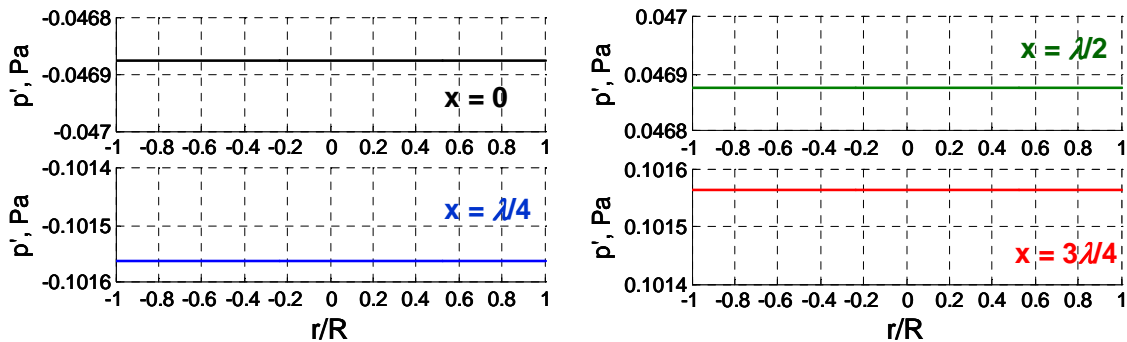 -0.0468
-0.0469
-0.047
p', Pa
x = 0
-1 -0.8 -0.6 -0.4 -0.2 0 0.2 0.4 0.6 0.8 1
-0.1014
-0.1015
-0.1016
p', Pa
x = λ/4
-1 -0.8 -0.6 -0.4 -0.2 0 0.2 0.4 0.6 0.8 1
r/R
0.047
0.0469
0.0468
p', Pa
x = λ/2
-1 -0.8 -0.6 -0.4 -0.2 0 0.2 0.4 0.6 0.8 1
0.1016
0.1015
0.1014
p', Pa
x = 3λ/4
-1 -0.8 -0.6 -0.4 -0.2 0 0.2 0.4 0.6 0.8 1
r/R